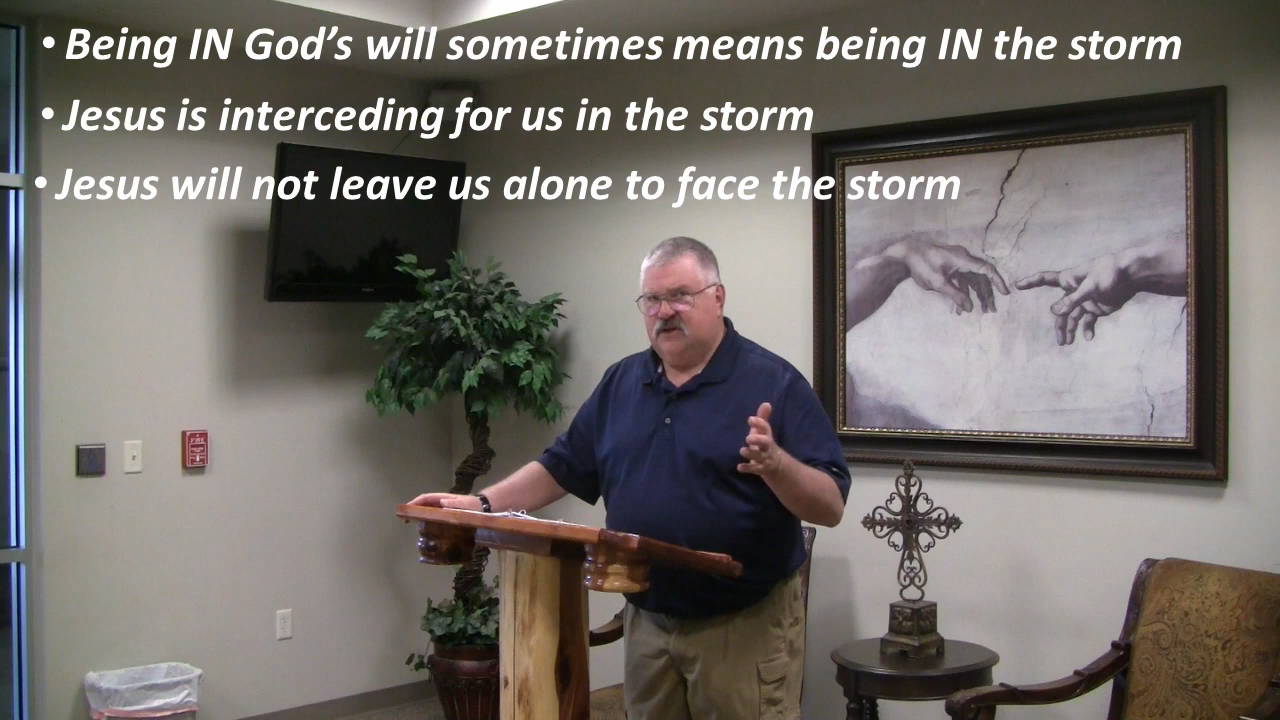 • Being IN God's will sometimes means being IN the storm
• Jesus is interceding for us in the storm
• Jesus will not leave us alone to face the storm
FIRE